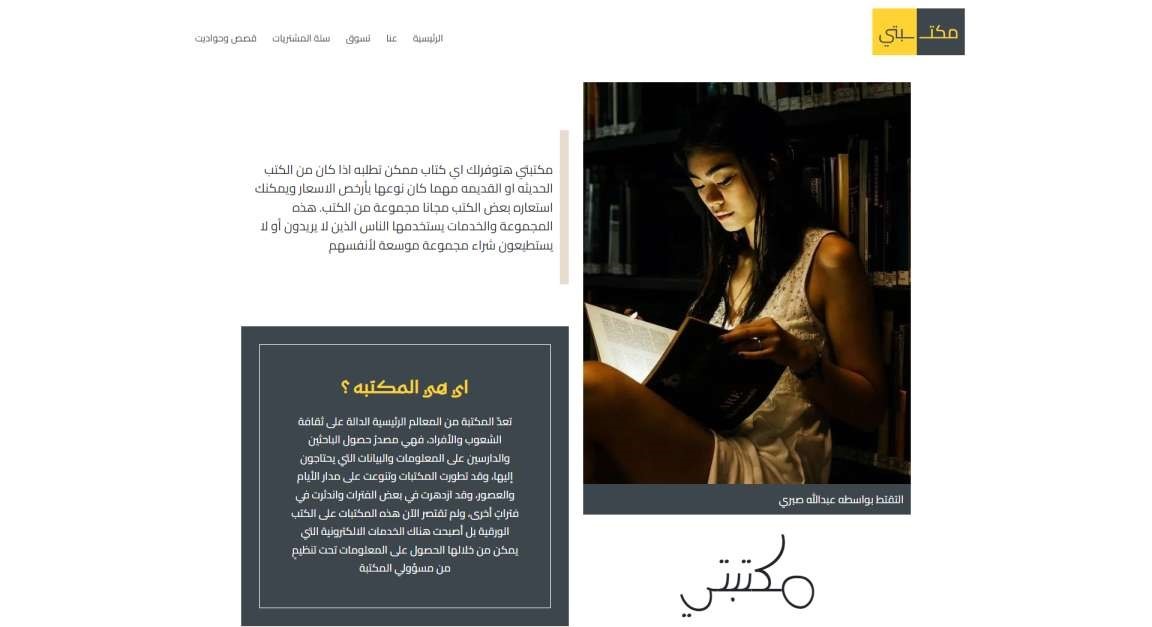 مكتـبتي
الرئيسية عنا تسوق سلة المشتريات قصص وحواديت
مكتبتي هتوفرلك اي كتاب ممكن تطلبه اذا كان من الكتب
الحديثه او القديمه مهما كان نوعها بأرخص الاسعار ويمكنك
استعاره بعض الكتب مجانا مجموعة من الكتب. هذه
المجموعة والخدمات يستخدمها الناس الذين لا يريدون أو لا
يستطيعون شراء مجموعة موسعة لأنفسهم
التقتط بواسطه عبدالله صبري
مكتبتي
اي هي المكتبه ؟
تعدّ المكتبة من المعالم الرئيسية الدالة على ثقافة
الشعوب والأفراد، فهي مصدرُ حصول الباحثين
والدارسين على المعلومات والبيانات التي يحتاجون
إليها، وقد تطورت المكتبات وتنوعت على مدار الأيام
والعصور، وقد ازدهرت في بعض الفترات واندثرت في
فتراتٍ أخرى، ولم تقتصر الآن هذه المكتبات على الكتب
الورقية بل أصبحت هناك الخدمات الالكترونية التي
يمكن من خلالها الحصول على المعلومات تحت تنظيمٍ
من مسؤولي المكتبة